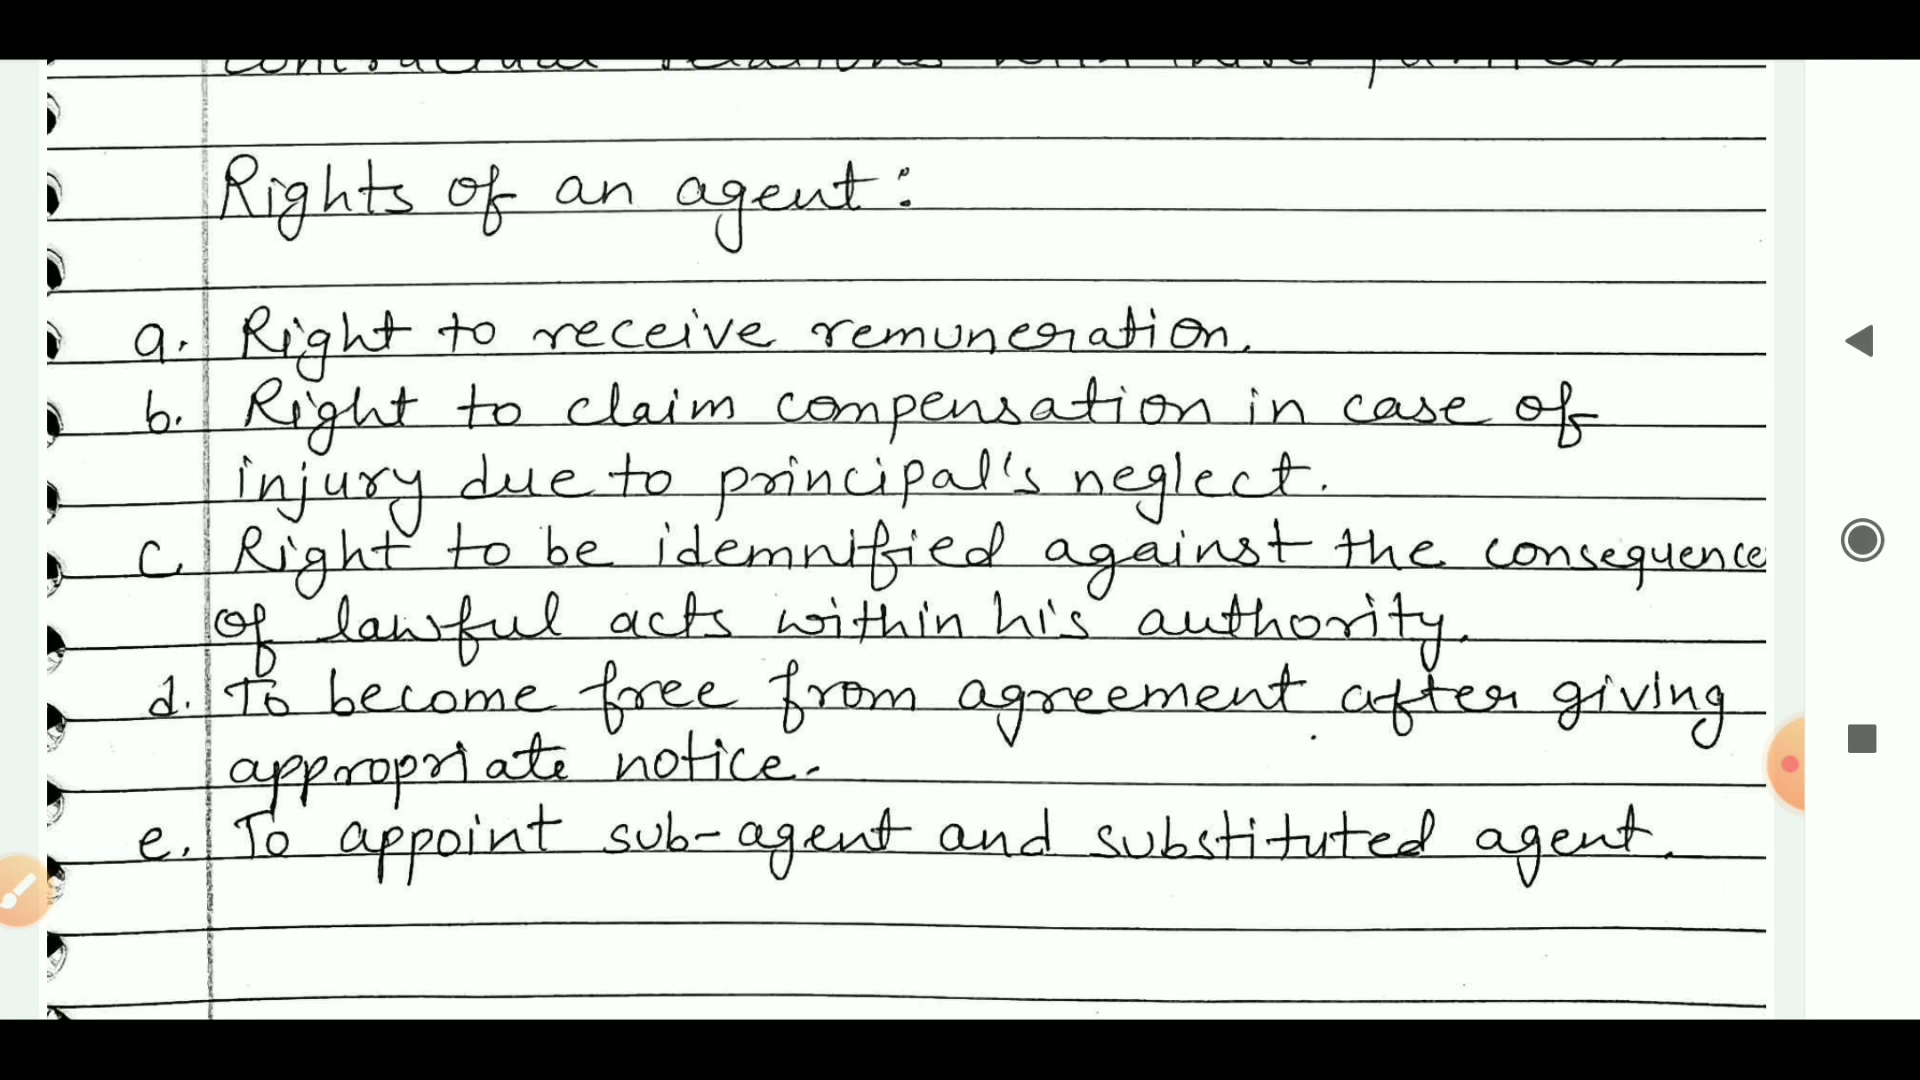 Rights of an agent:
a. Right to receive remuneration.
b. Right to claim compensation in case of
injury due to principal's neglect.
c. Right to be idemnified against the consequence
of lawful acts within his authority.
d. To become free from agreement after giving
appropriate notice.
e. To appoint sub-agent and substituted agent.